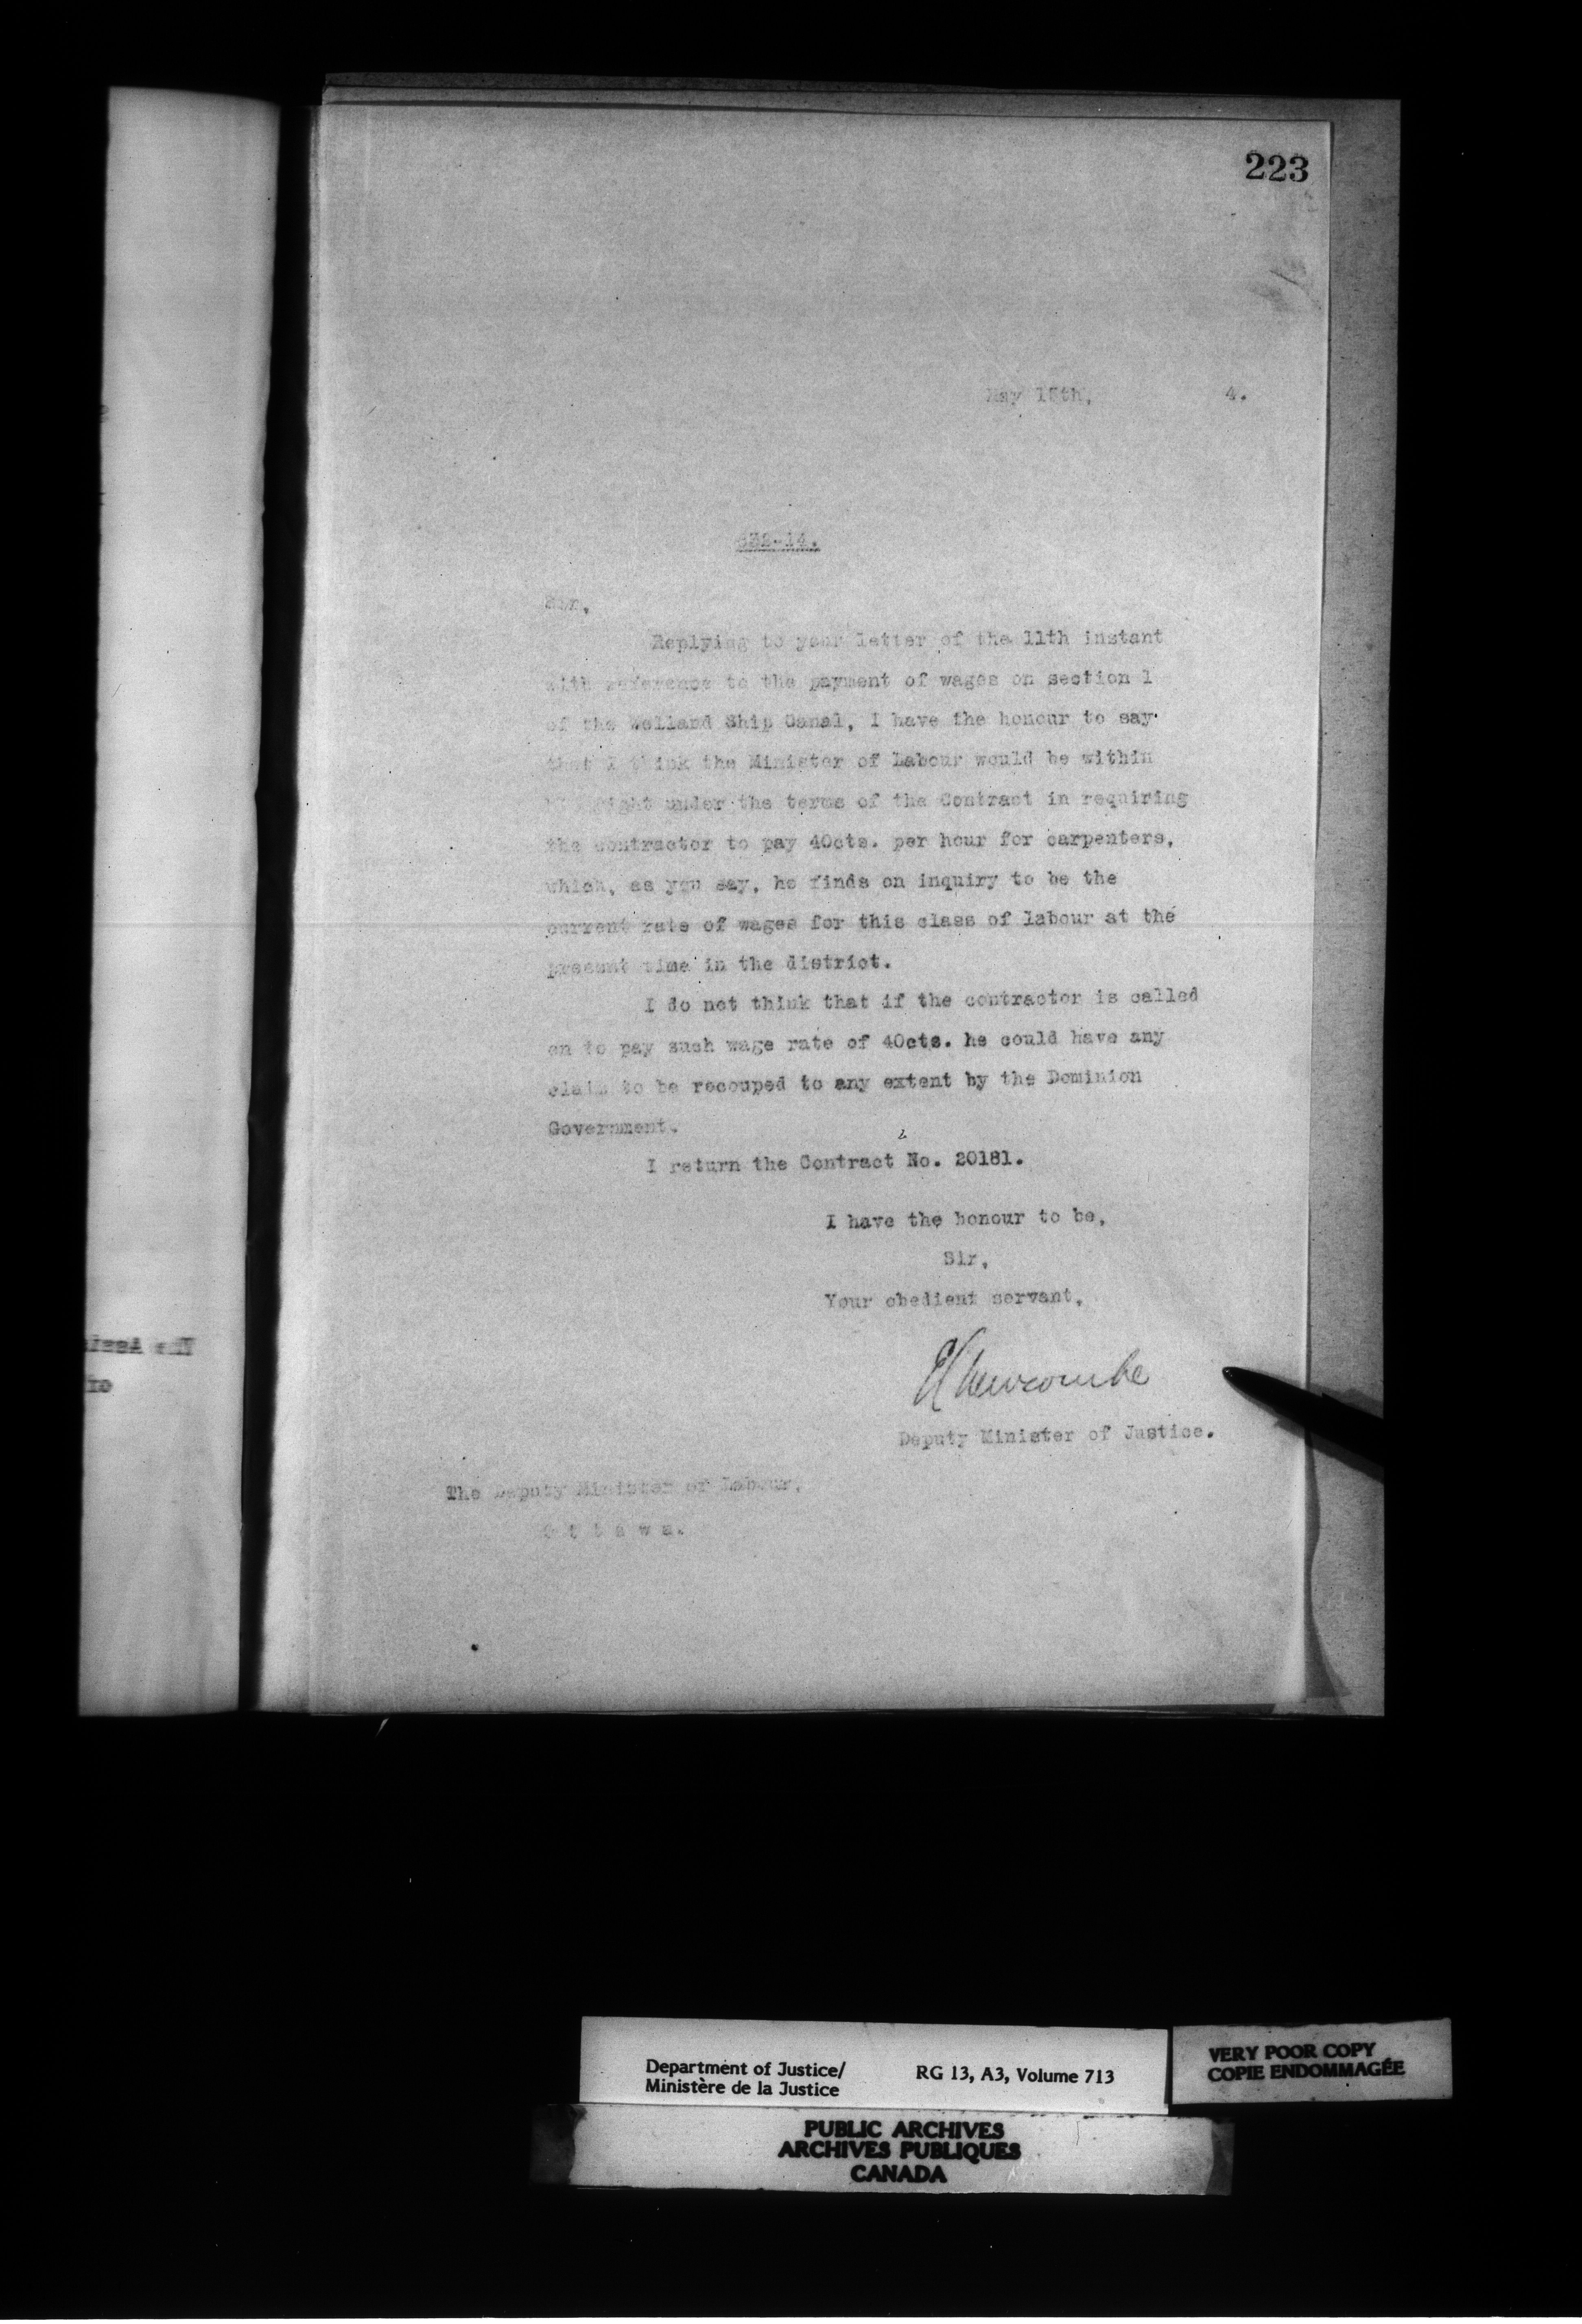 223
May 15th, 4.
832-14.
Sir,
Replying to your letter of the 11th instant
with reference to the payment of wages on section 1
of the Welland Ship Canal, I have the honour to say
that I think the Minister of Labour would be within
right under the terms of the Contract in requiring
the contractor to pay 40cts. per hour for carpenters,
which, as you say, he finds on inquiry to be the
current rate of wages for this class of labour at the
present time in the district.
I do not think that if the contractor is called
on to pay such wage rate of 40cts. he could have any
claim to be recouped to any extent by the Dominion
Government.
I return the Contract No. 20181.
I have the honour to be,
Sir,
Your obedient servant,
E L Newcombe
Deputy Minister of Justice.
The Deputy Minister of Labour,
O t t a w a.
Department of Justice/
Ministère de la Justice
RG 13, A3, Volume 713
VERY POOR COPY
COPIE ENDOMMAGÉE
PUBLIC ARCHIVES
ARCHIVES PUBLIQUES
CANADA